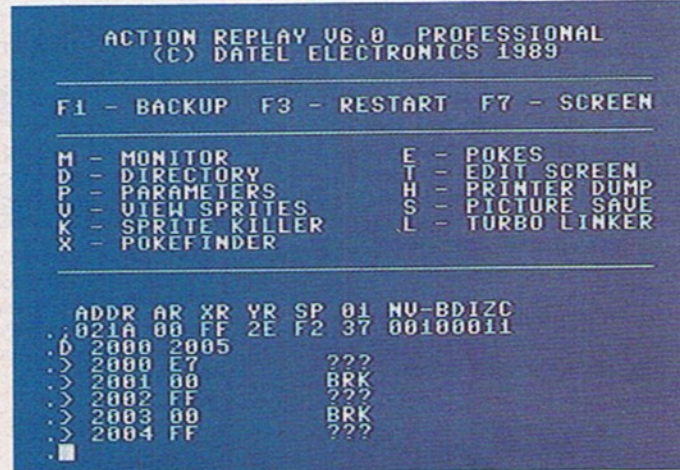 ACTION REPLAY V6.0 PROFESSIONAL
(C) DATEL ELECTRONICS 1989
F1 - BACKUP F3 - RESTART F7 - SCREEN
M - MONITOR E - POKES
D - DIRECTORY T - EDIT SCREEN
P - PARAMETERS H - PRINTER DUMP
V - VIEW SPRITES S - PICTURE SAVE
K - SPRITE KILLER L - TURBO LINKER
X - POKEFINDER
ADDR AR XR YR SP 01 NV-BDIZC
.;021A 00 FF 2E F2 37 00100011
.D 2000 2005
.> 2000 E7 ???
.> 2001 00 BRK
.> 2002 FF ???
.> 2003 00 BRK
.> 2004 FF ???
.